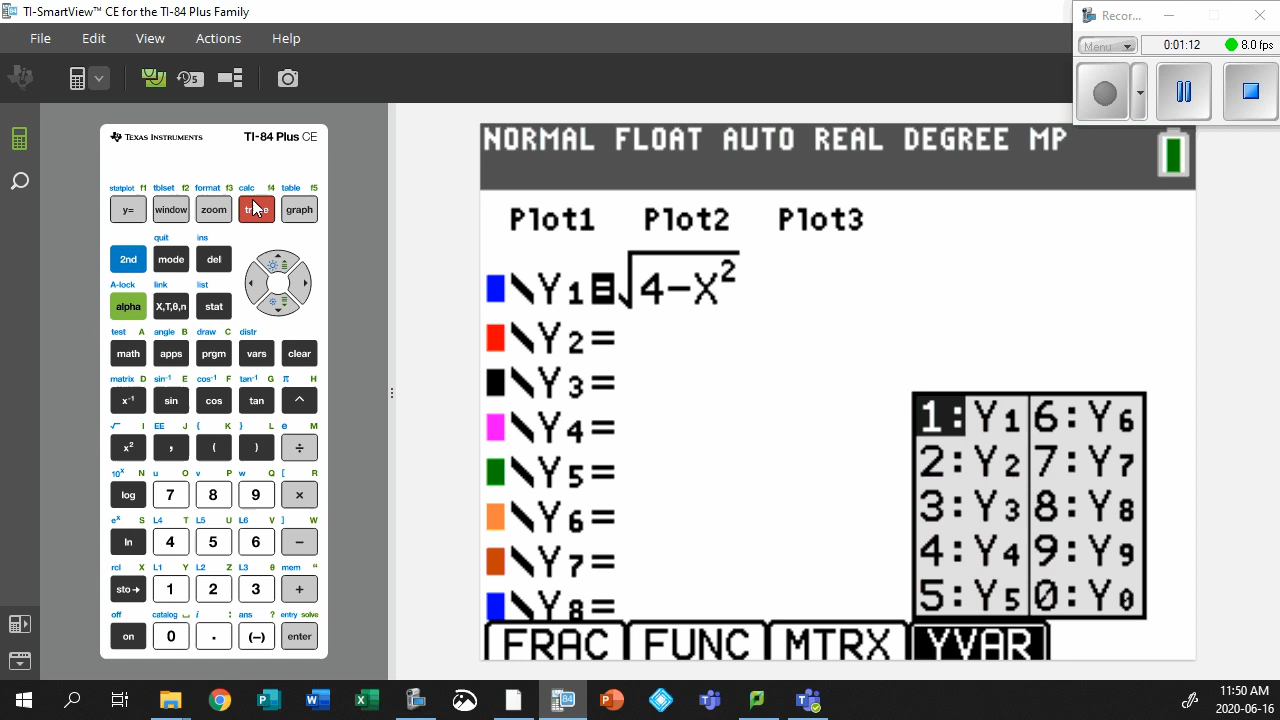 TI-SmartView™ CE for the TI-84 Plus Family
Recor...
File Edit View Actions Help
Menu 0:01:12 8.0 fps
TEXAS INSTRUMENTS TI-84 Plus CE
statplot f1 tblset f2 format f3 calc f4 table f5
y= window zoom tr e graph
quit ins
2nd mode del
A-lock link list
alpha X,T,θ,n stat
test A angle B draw C distr
math apps prgm vars clear
matrix D sin⁻¹ E cos⁻¹ F tan⁻¹ G π H
x⁻¹ sin cos tan ^
√ I EE J { K } L e M
x² , ( ) ÷
10ˣ N u O v P w Q [ R
log 7 8 9 ×
eˣ S L4 T L5 U L6 V ] W
ln 4 5 6 −
rcl X L1 Y L2 Z L3 θ mem "
sto→ 1 2 3 +
off catalog i : ans ? entry solve
on 0 . (−) enter
NORMAL FLOAT AUTO REAL DEGREE MP
Plot1 Plot2 Plot3
\Y1=√4-X²
\Y2=
\Y3=
\Y4=
\Y5=
\Y6=
\Y7=
\Y8=
1:Y1 6:Y6
2:Y2 7:Y7
3:Y3 8:Y8
4:Y4 9:Y9
5:Y5 0:Y0
FRAC FUNC MTRX YVAR
11:50 AM
2020-06-16